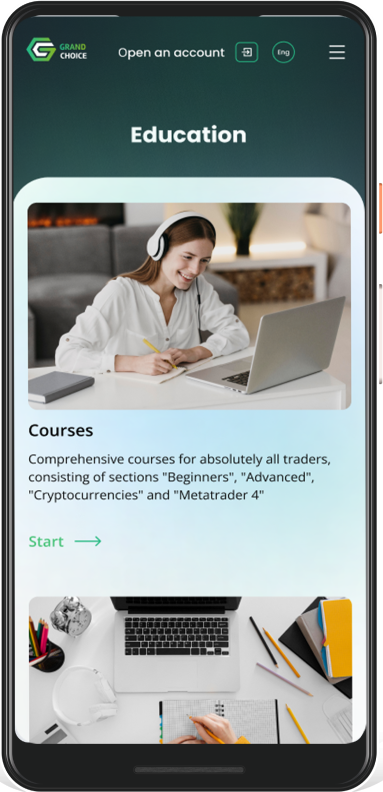 GRAND
CHOICE
Open an account
Eng
Education
Courses
Comprehensive courses for absolutely all traders,
consisting of sections "Beginners", "Advanced",
"Cryptocurrencies" and "Metatrader 4"
Start